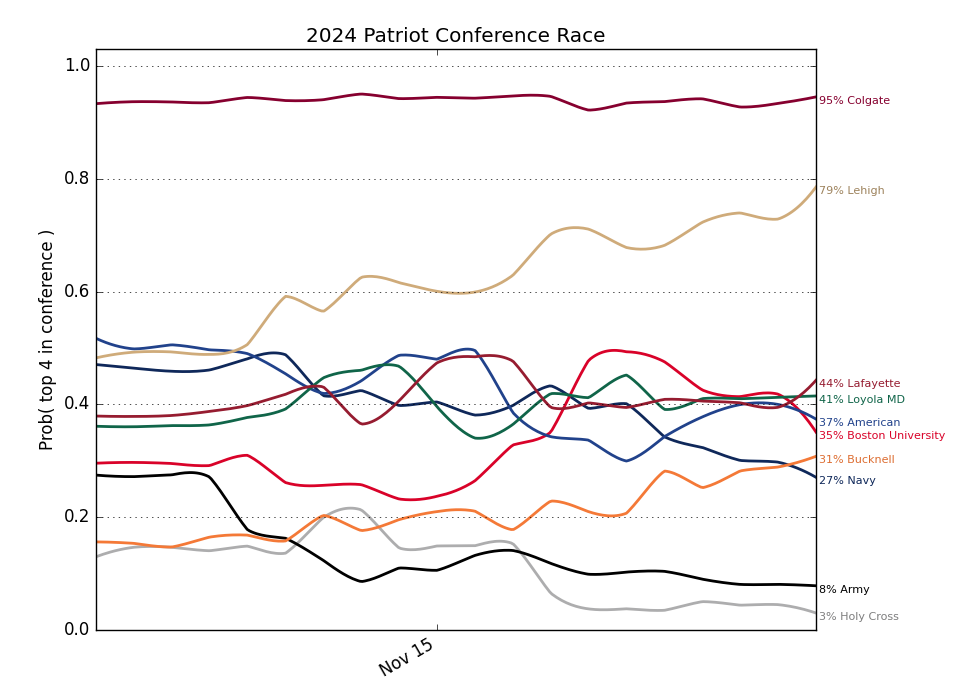 2024 Patriot Conference Race
Prob( top 4 in conference )
1.0
0.8
0.6
0.4
0.2
0.0
Nov 15
95% Colgate
79% Lehigh
44% Lafayette
41% Loyola MD
37% American
35% Boston University
31% Bucknell
27% Navy
8% Army
3% Holy Cross